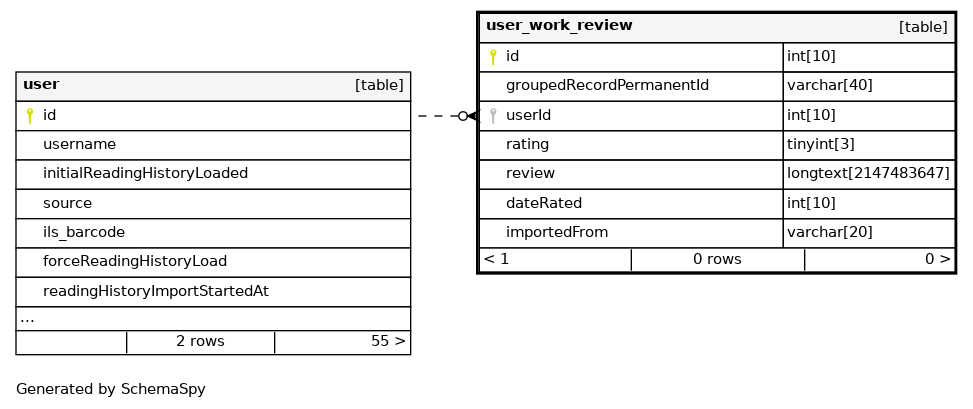 user_work_review [table]
id int[10]
groupedRecordPermanentId varchar[40]
userId int[10]
rating tinyint[3]
review longtext[2147483647]
dateRated int[10]
importedFrom varchar[20]
< 1 0 rows 0 >
user [table]
id
username
initialReadingHistoryLoaded
source
ils_barcode
forceReadingHistoryLoad
readingHistoryImportStartedAt
...
2 rows 55 >
Generated by SchemaSpy